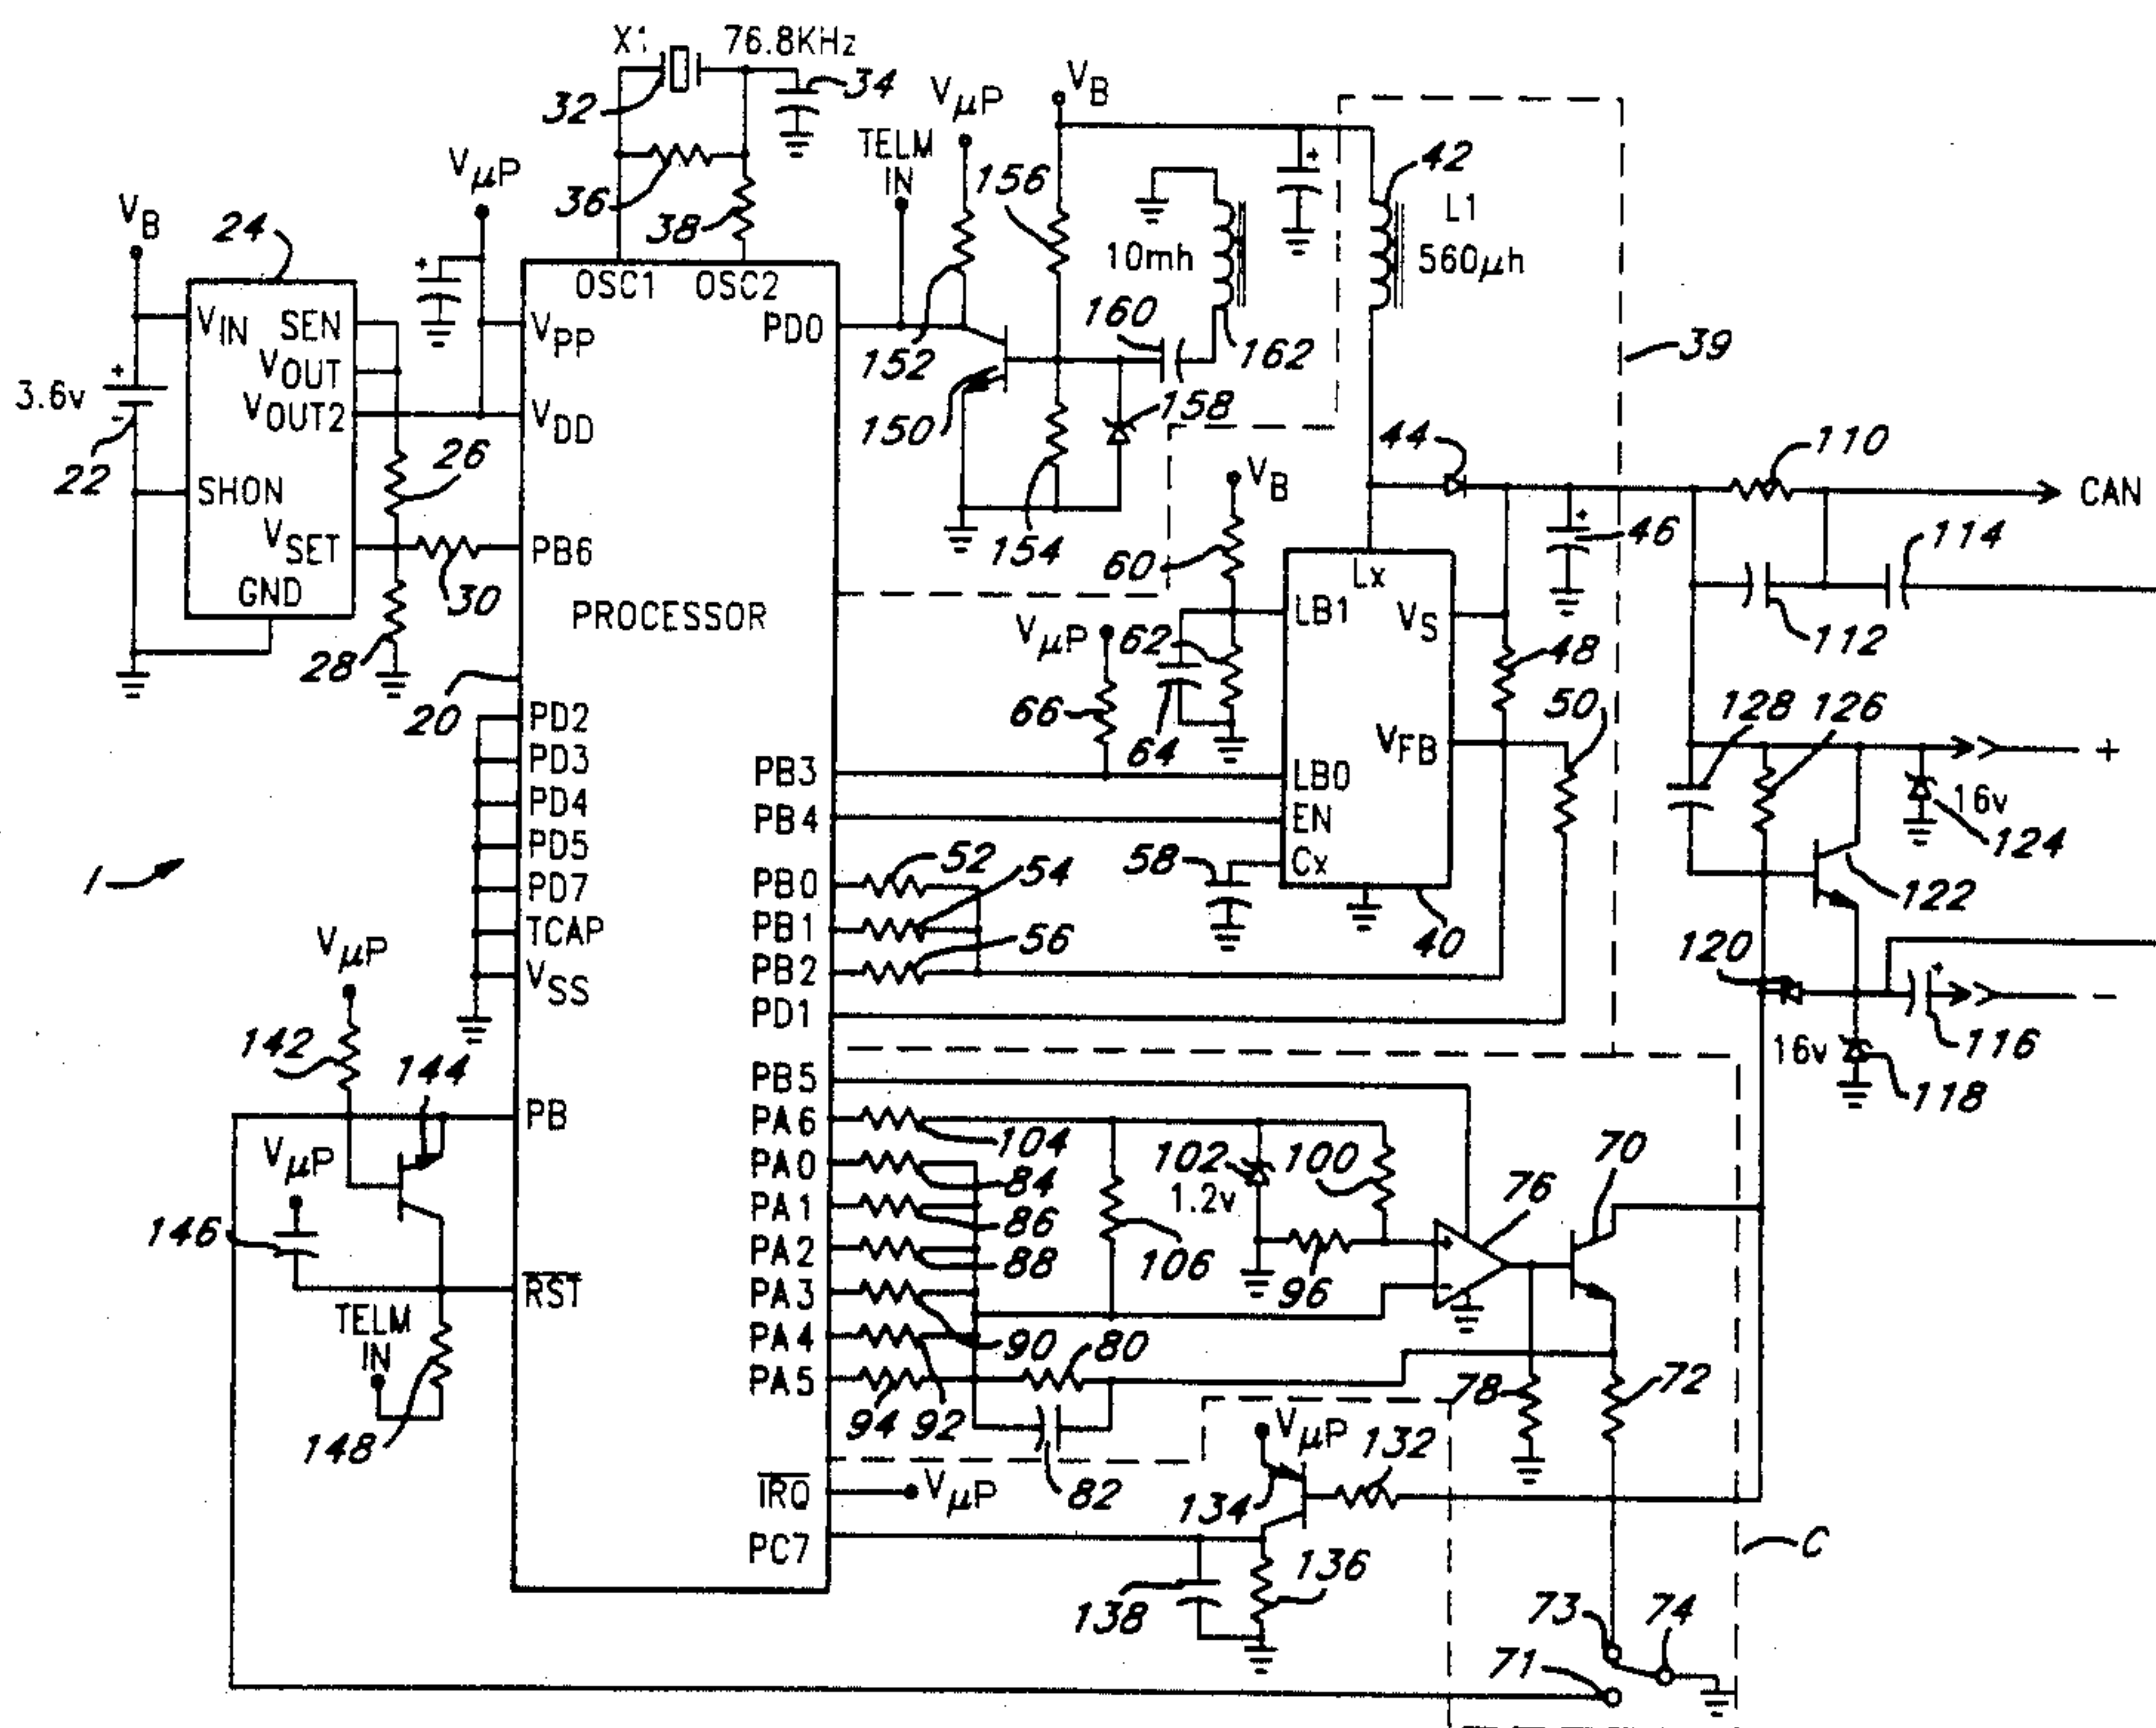 X1 76.8KHz
32
34
36
38
VμP
TELM
IN
VμP
156
VB
42
L1
560μh
39
10mh
160
162
152
150
158
154
VB
24
VμP
VIN
SEN
VOUT
VOUT2
SHON
VSET
GND
3.6v
+
-
22
26
28
30
20
OSC1 OSC2
VPP
VDD
PB6
PROCESSOR
PD0
PD2
PD3
PD4
PD5
PD7
TCAP
VSS
PB
RST
PB3
PB4
PB0
PB1
PB2
PD1
PB5
PA6
PA0
PA1
PA2
PA3
PA4
PA5
IRQ
PC7
44
110
CAN
46
114
112
VB
60
62
64
VμP
66
Lx
LB1
VS
VFB
LB0
EN
Cx
48
50
58
40
52
54
56
128
126
+
16v
124
122
120
-
16v
116
118
1
VμP
142
144
VμP
146
TELM
IN
148
104
84
86
88
90
92
94
80
82
106
102
1.2v
100
96
76
70
78
72
VμP
VμP
132
134
136
138
C
73
74
71